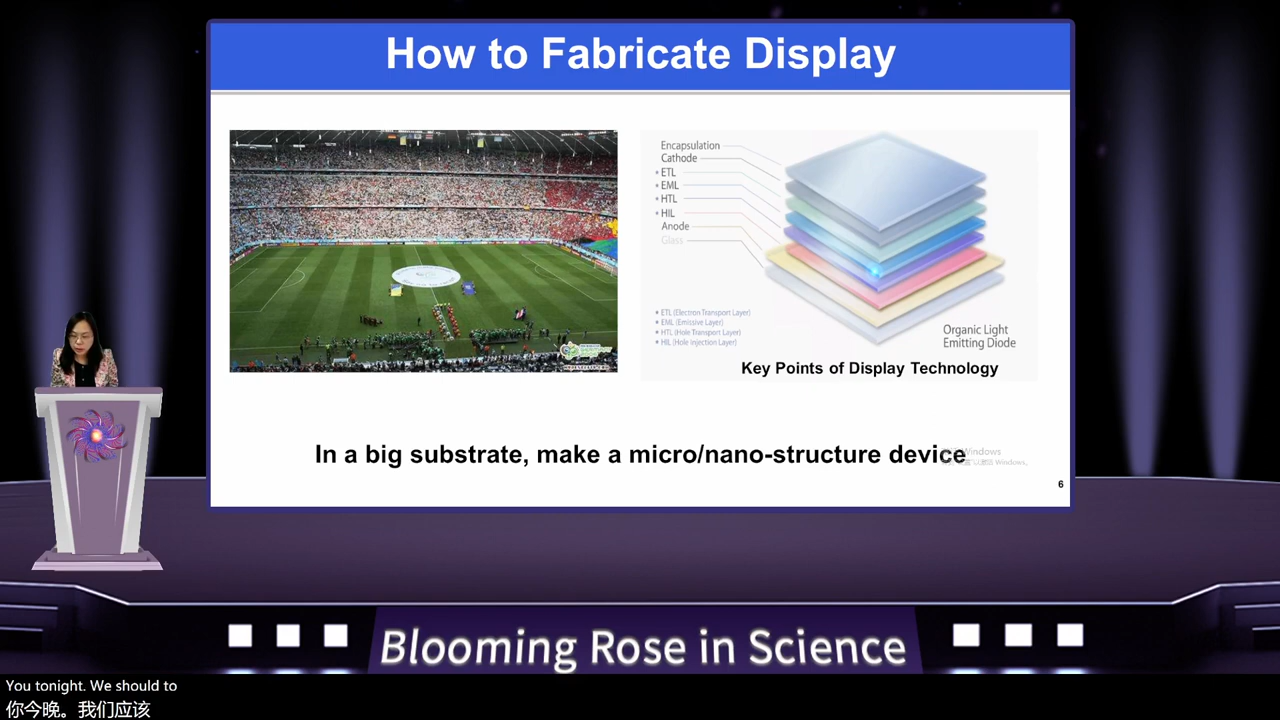 How to Fabricate Display
Encapsulation
Cathode
ETL
EML
HTL
HIL
Anode
Glass
ETL (Electron Transport Layer)
EML (Emissive Layer)
HTL (Hole Transport Layer)
HIL (Hole Injection Layer)
Organic Light
Emitting Diode
Key Points of Display Technology
In a big substrate, make a micro/nano-structure device
Windows
Windows。
6
Blooming Rose in Science
You tonight. We should to
你今晚。我们应该